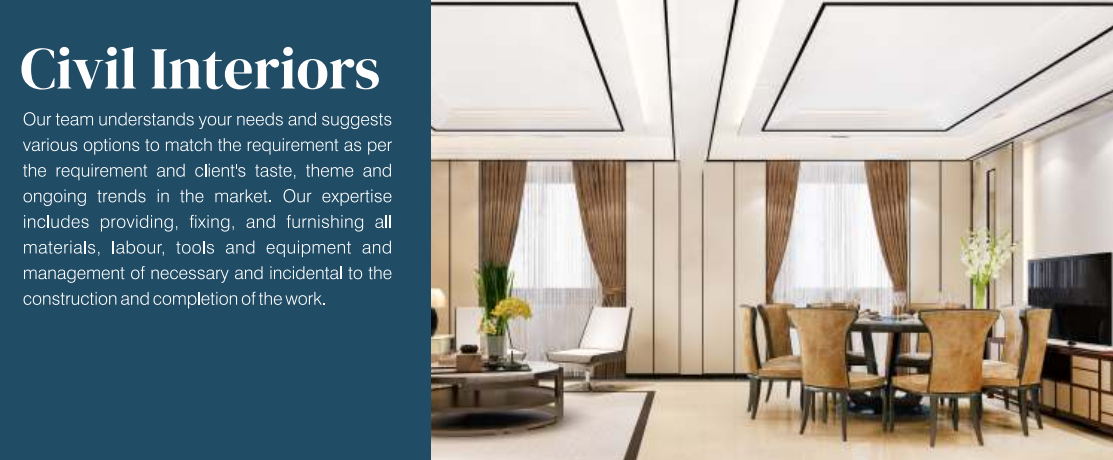 Civil Interiors
Our team understands your needs and suggests
various options to match the requirement as per
the requirement and client's taste, theme and
ongoing trends in the market. Our expertise
includes providing, fixing, and furnishing all
materials, labour, tools and equipment and
management of necessary and incidental to the
construction and completion of the work.